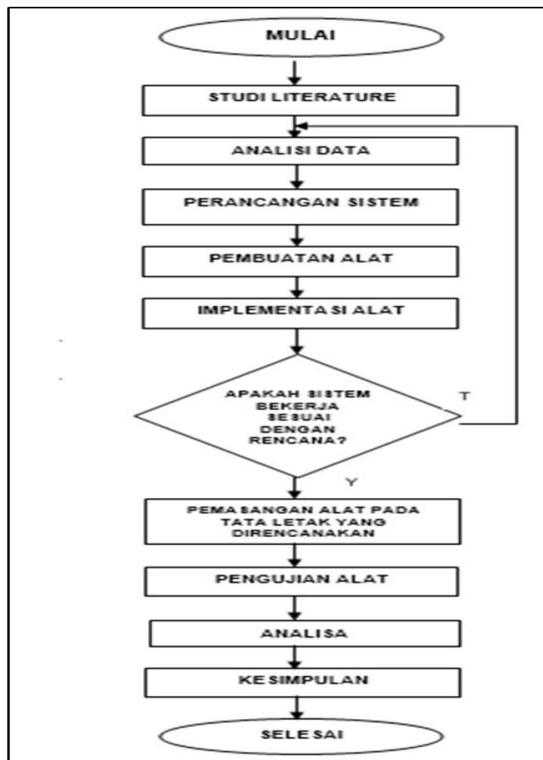 MULAI
STUDI LITERATURE
ANALISI DATA
PERANCANGAN SISTEM
PEMBUATAN ALAT
IMPLEMENTASI ALAT
APAKAH SISTEM
BEKERJA
SESUAI
DENGAN
RENCANA?
T
Y
PEMASANGAN ALAT PADA
TATA LETAK YANG
DIRENCANAKAN
PENGUJIAN ALAT
ANALISA
KESIMPULAN
SELESAI